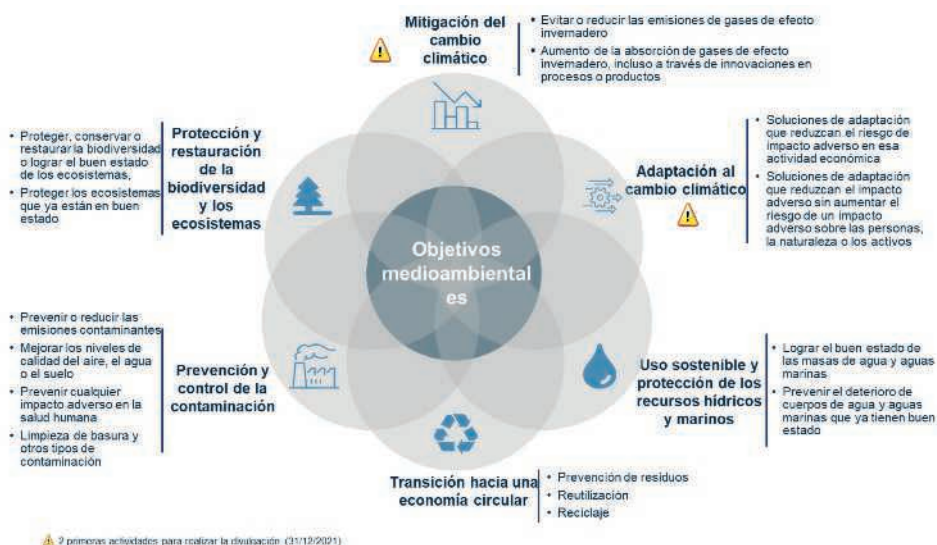 Mitigación del
cambio
climático
• Evitar o reducir las emisiones de gases de efecto
invernadero
• Aumento de la absorción de gases de efecto
invernadero, incluso a través de innovaciones en
procesos o productos
• Proteger, conservar o
restaurar la biodiversidad
o lograr el buen estado
de los ecosistemas,
• Proteger los ecosistemas
que ya están en buen
estado
Protección y
restauración
de la
biodiversidad
y los
ecosistemas
Adaptación al
cambio climático
• Soluciones de adaptación
que reduzcan el riesgo de
impacto adverso en esa
actividad económica
• Soluciones de adaptación
que reduzcan el impacto
adverso sin aumentar el
riesgo de un impacto
adverso sobre las personas,
la naturaleza o los activos
Objetivos
medioambiental
es
• Prevenir o reducir las
emisiones contaminantes
• Mejorar los niveles de
calidad del aire, el agua
o el suelo
• Prevenir cualquier
impacto adverso en la
salud humana
• Limpieza de basura y
otros tipos de
contaminación
Prevención y
control de la
contaminación
Uso sostenible y
protección de los
recursos hídricos
y marinos
• Lograr el buen estado de
las masas de agua y aguas
marinas
• Prevenir el deterioro de
cuerpos de agua y aguas
marinas que ya tienen buen
estado
Transición hacia una
economía circular
• Prevención de residuos
• Reutilización
• Reciclaje
2 primeras actividades para realizar la divulgación (31/12/2021)